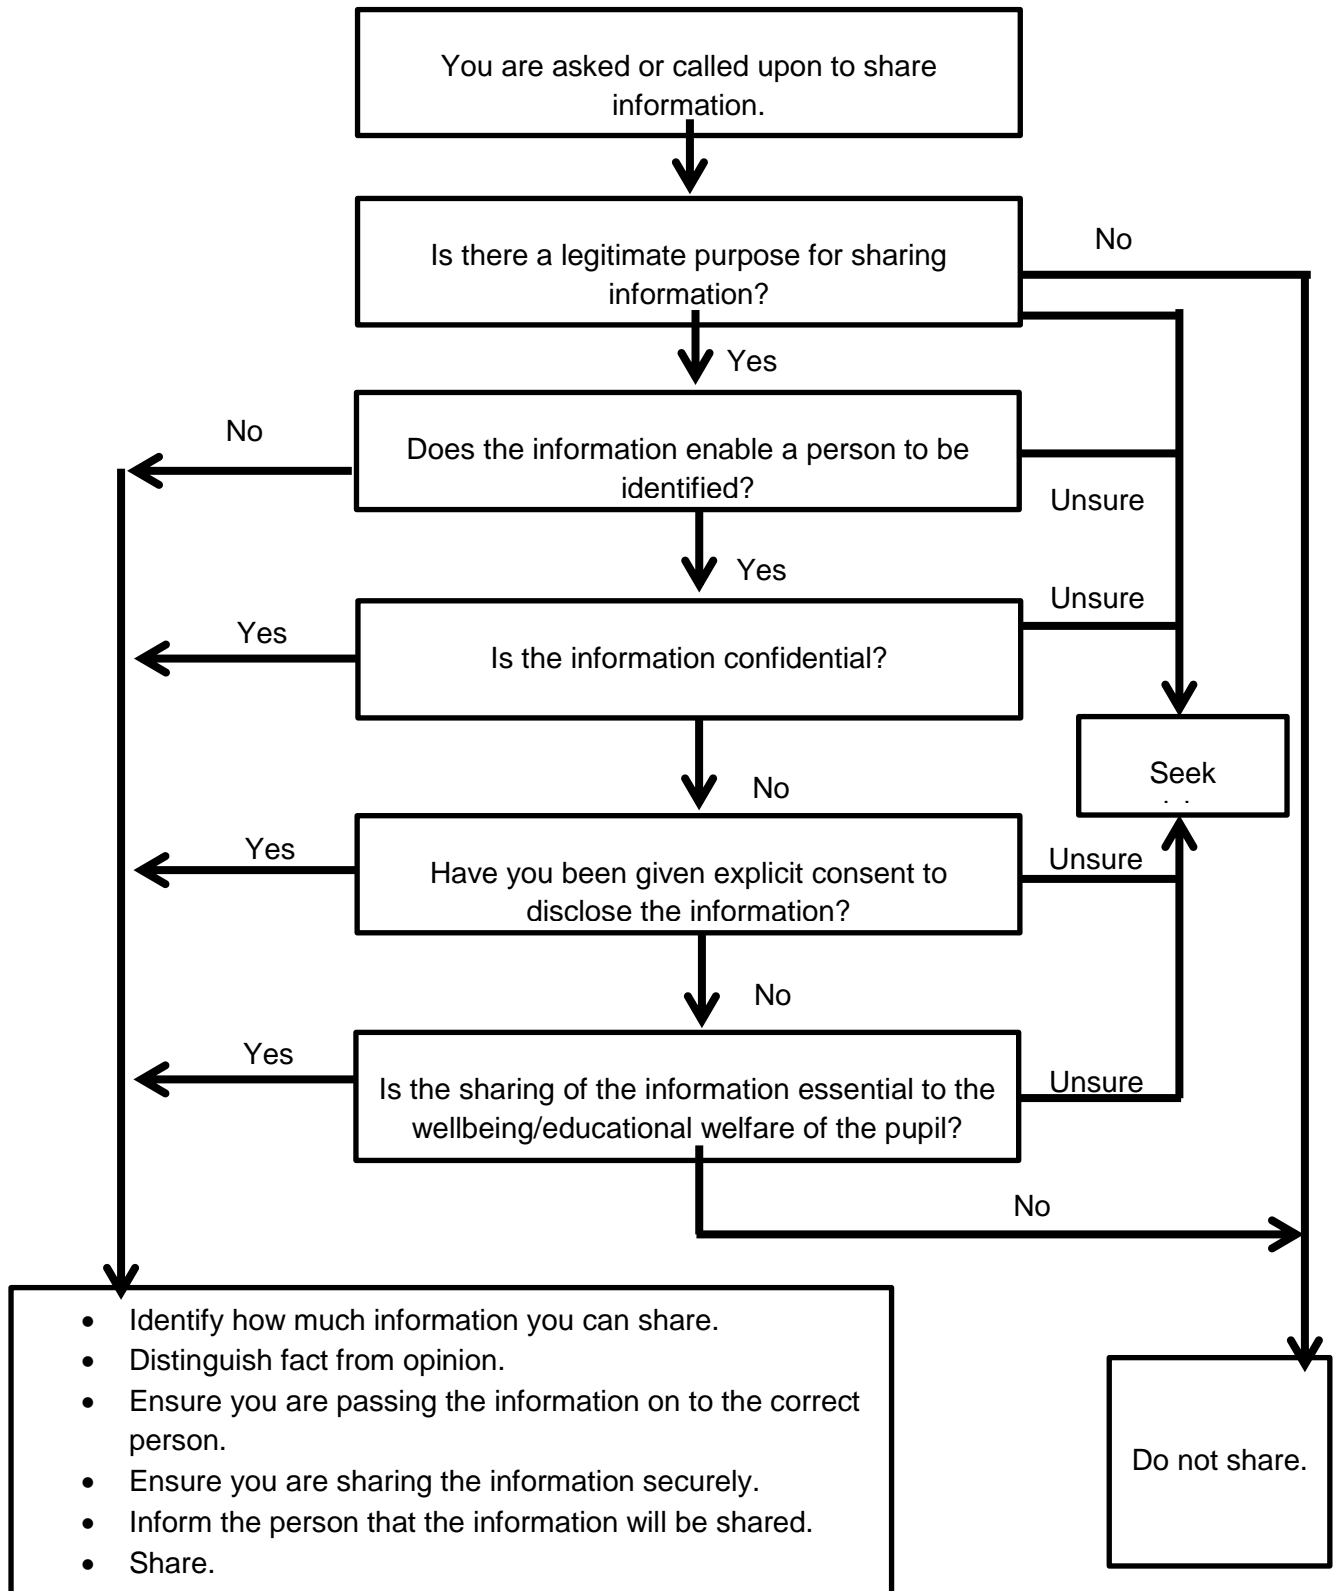 You are asked or called upon to share
information.
Is there a legitimate purpose for sharing
information?
No
Yes
Does the information enable a person to be
identified?
No
Unsure
Yes
Is the information confidential?
Yes
Unsure
No
Seek
Have you been given explicit consent to
disclose the information?
Yes
Unsure
No
Is the sharing of the information essential to the
wellbeing/educational welfare of the pupil?
Yes
Unsure
No
• Identify how much information you can share.
• Distinguish fact from opinion.
• Ensure you are passing the information on to the correct
person.
• Ensure you are sharing the information securely.
• Inform the person that the information will be shared.
• Share.
Do not share.